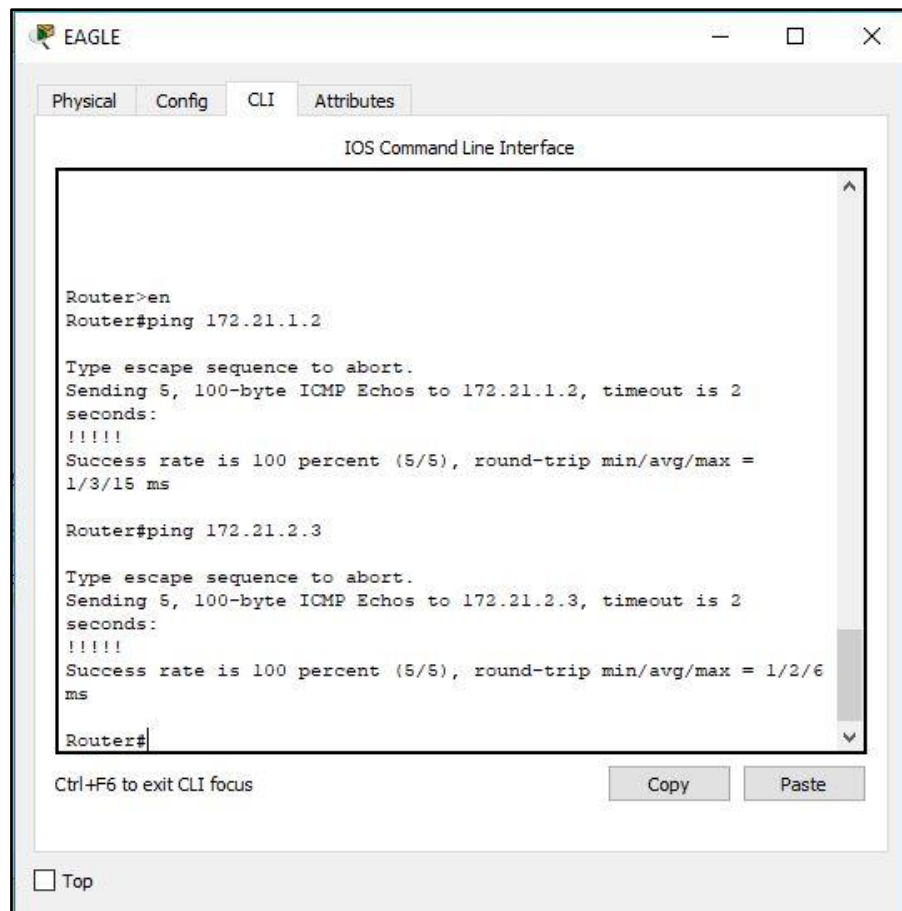 EAGLE
Physical Config CLI Attributes
IOS Command Line Interface
Router>en
Router#ping 172.21.1.2
Type escape sequence to abort.
Sending 5, 100-byte ICMP Echos to 172.21.1.2, timeout is 2
seconds:
!!!!!
Success rate is 100 percent (5/5), round-trip min/avg/max =
1/3/15 ms
Router#ping 172.21.2.3
Type escape sequence to abort.
Sending 5, 100-byte ICMP Echos to 172.21.2.3, timeout is 2
seconds:
!!!!!
Success rate is 100 percent (5/5), round-trip min/avg/max = 1/2/6
ms
Router#
Ctrl+F6 to exit CLI focus Copy Paste
Top